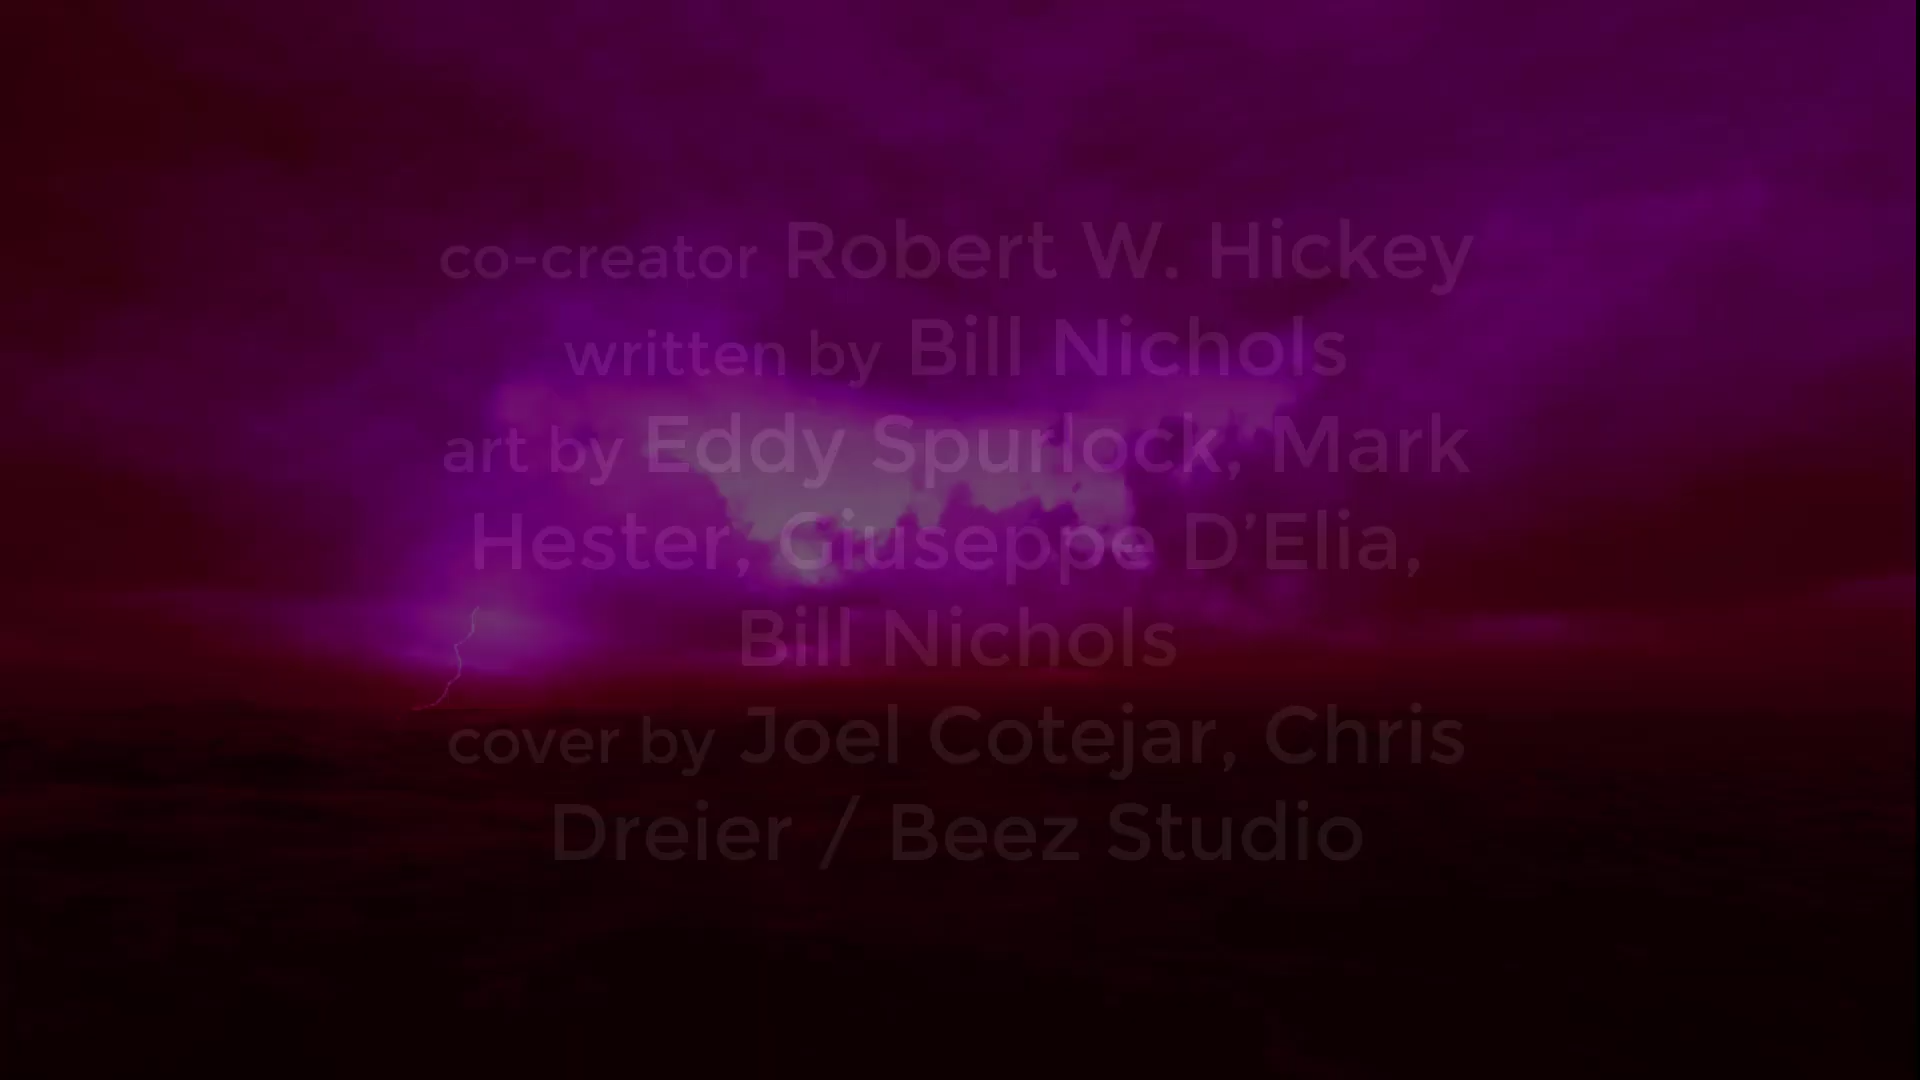 co-creator Robert W. Hickey
written by Bill Nichols
art by Eddy Spurlock, Mark
Hester, Giuseppe D’Elia,
Bill Nichols
cover by Joel Cotejar, Chris
Dreier / Beez Studio